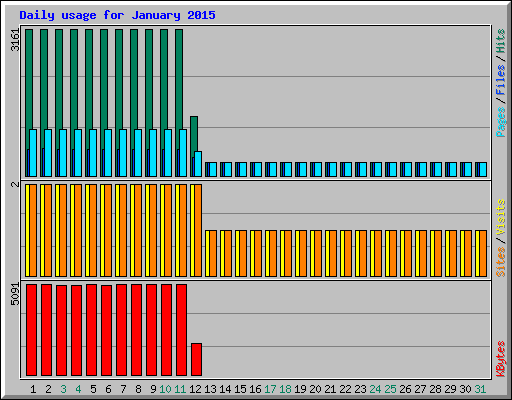 Daily usage for January 2015
3161
Pages / Files / Hits
2
Sites / Visits
5091
KBytes
1 2 3 4 5 6 7 8 9 10 11 12 13 14 15 16 17 18 19 20 21 22 23 24 25 26 27 28 29 30 31